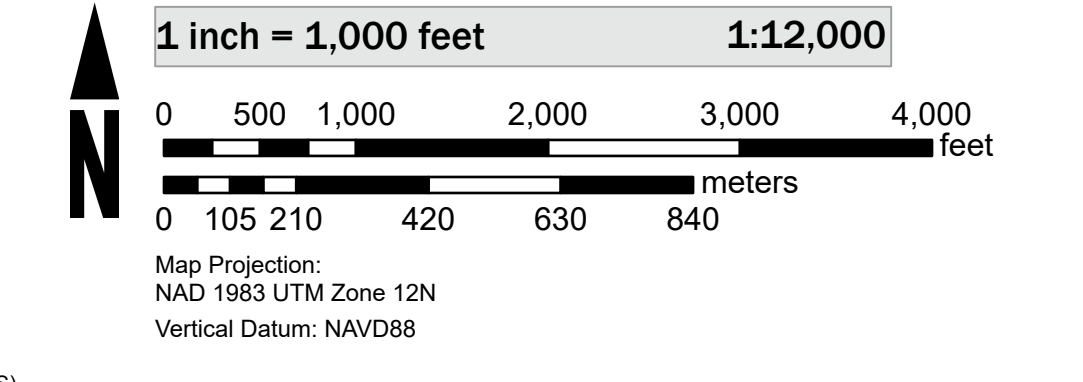 1 inch = 1,000 feet 1:12,000
N
0 500 1,000 2,000 3,000 4,000
feet
meters
0 105 210 420 630 840
Map Projection:
NAD 1983 UTM Zone 12N
Vertical Datum: NAVD88